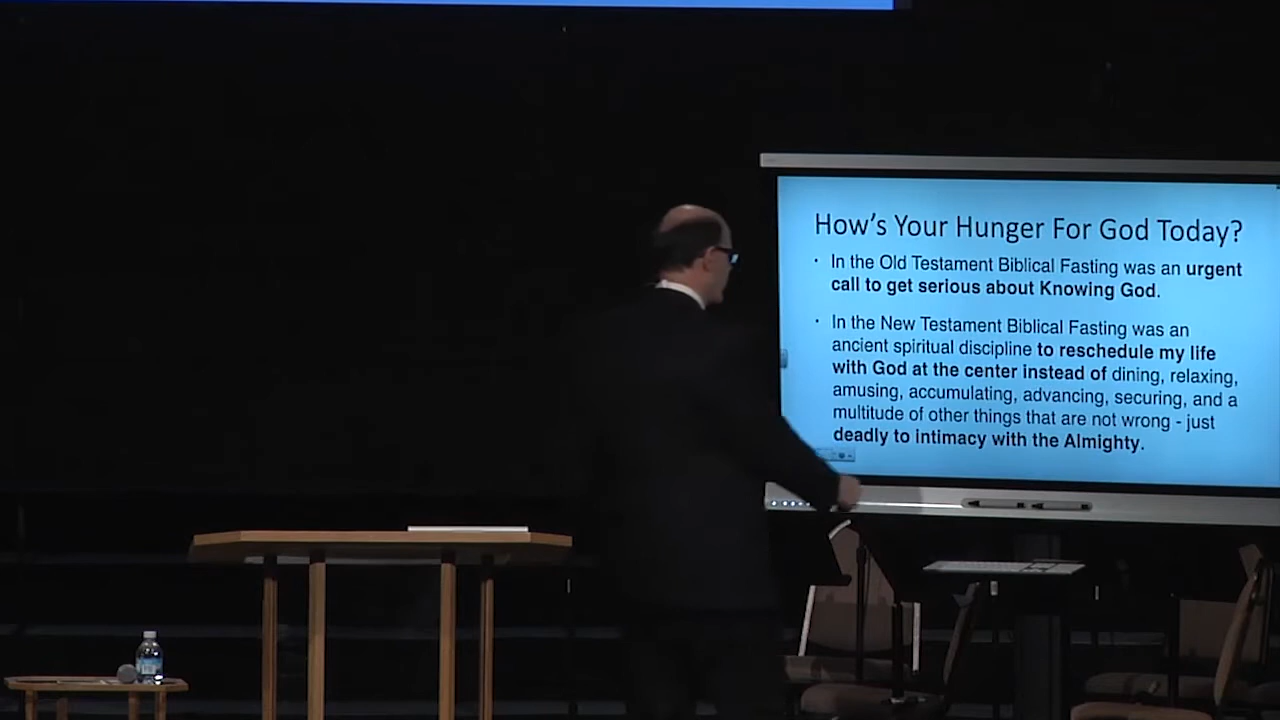 How's Your Hunger For God Today?
· In the Old Testament Biblical Fasting was an urgent
call to get serious about Knowing God.
· In the New Testament Biblical Fasting was an
ancient spiritual discipline to reschedule my life
with God at the center instead of dining, relaxing,
amusing, accumulating, advancing, securing, and a
multitude of other things that are not wrong - just
deadly to intimacy with the Almighty.